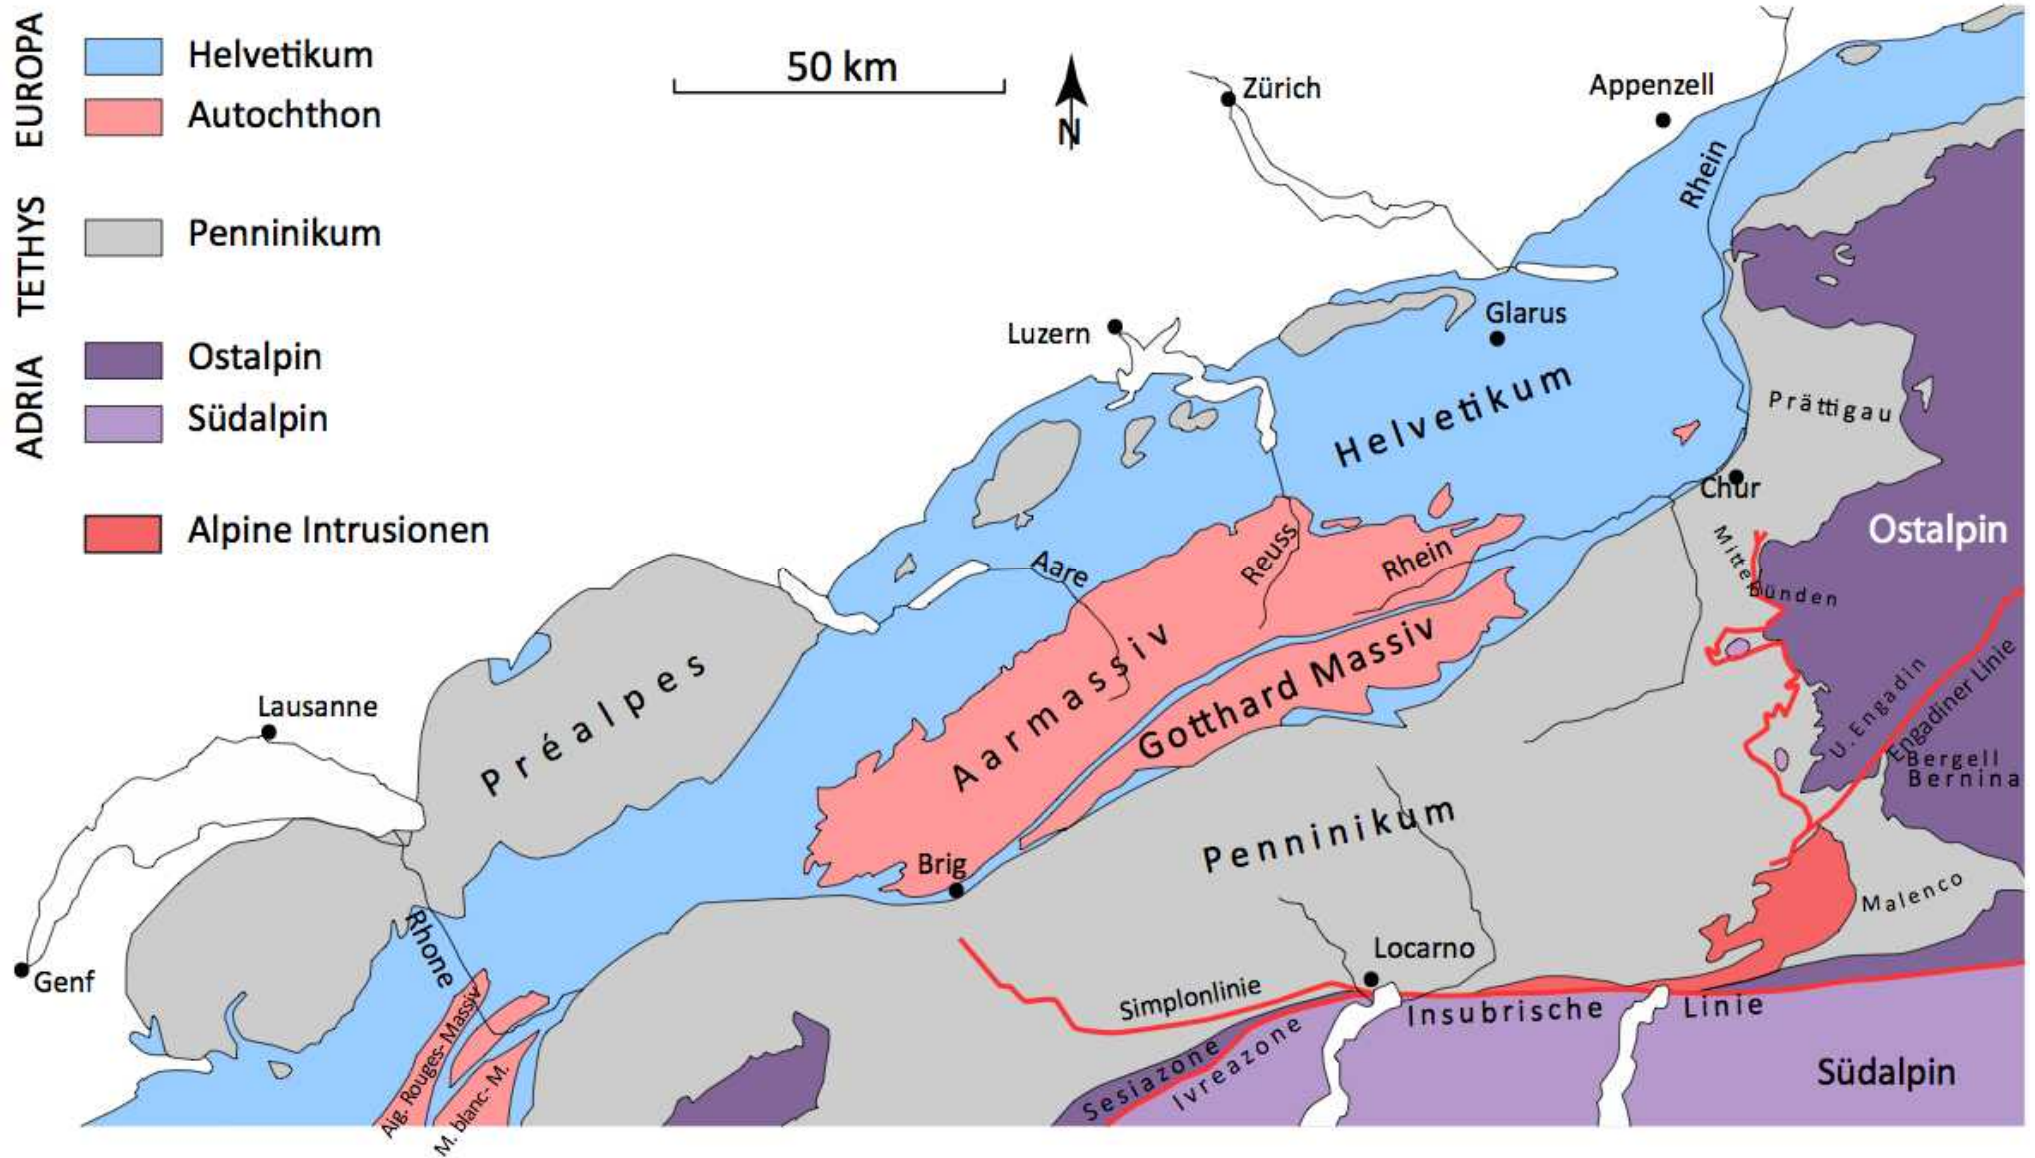 EUROPA
Helvetikum
Autochthon
TETHYS
Penninikum
ADRIA
Ostalpin
Südalpin
Alpine Intrusionen
50 km
N
Zürich
Appenzell
Rhein
Luzern
Glarus
Helvetikum
Prättigau
Chur
Ostalpin
Mittel
Bünden
Aare
Reuss
Rhein
Aarmassiv
Gotthard Massiv
Préalpes
Lausanne
U. Engadin
Engadiner Linie
Bergell
Bernina
Penninikum
Brig
Malenco
Rhone
Genf
Locarno
Simplonlinie
Insubrische Linie
Sesiazone
Ivreazone
Südalpin
Aig. Rouges- Massiv
M. blanc- M.